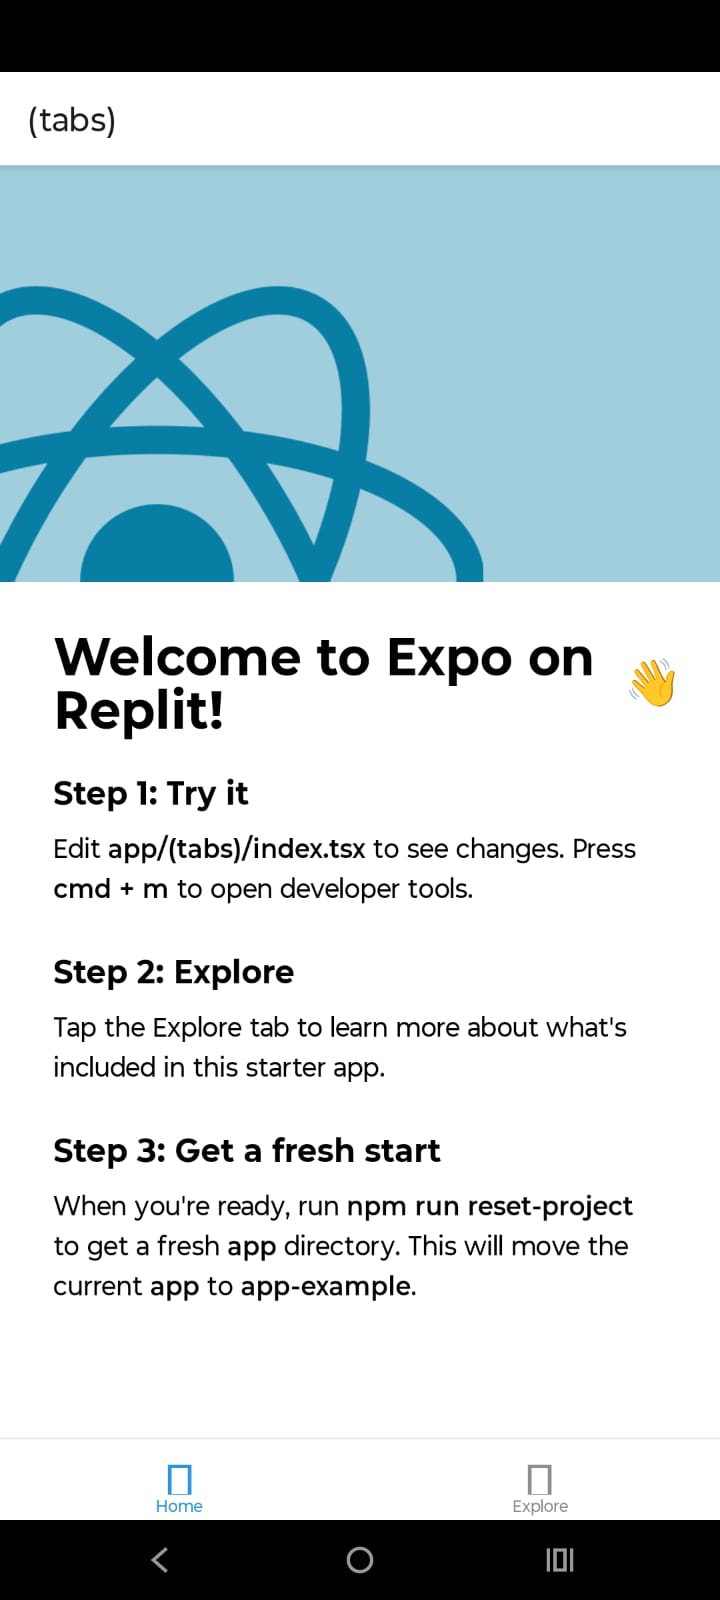 (tabs)
Welcome to Expo on
Replit!
Step 1: Try it
Edit app/(tabs)/index.tsx to see changes. Press
cmd + m to open developer tools.
Step 2: Explore
Tap the Explore tab to learn more about what's
included in this starter app.
Step 3: Get a fresh start
When you're ready, run npm run reset-project
to get a fresh app directory. This will move the
current app to app-example.
Home
Explore